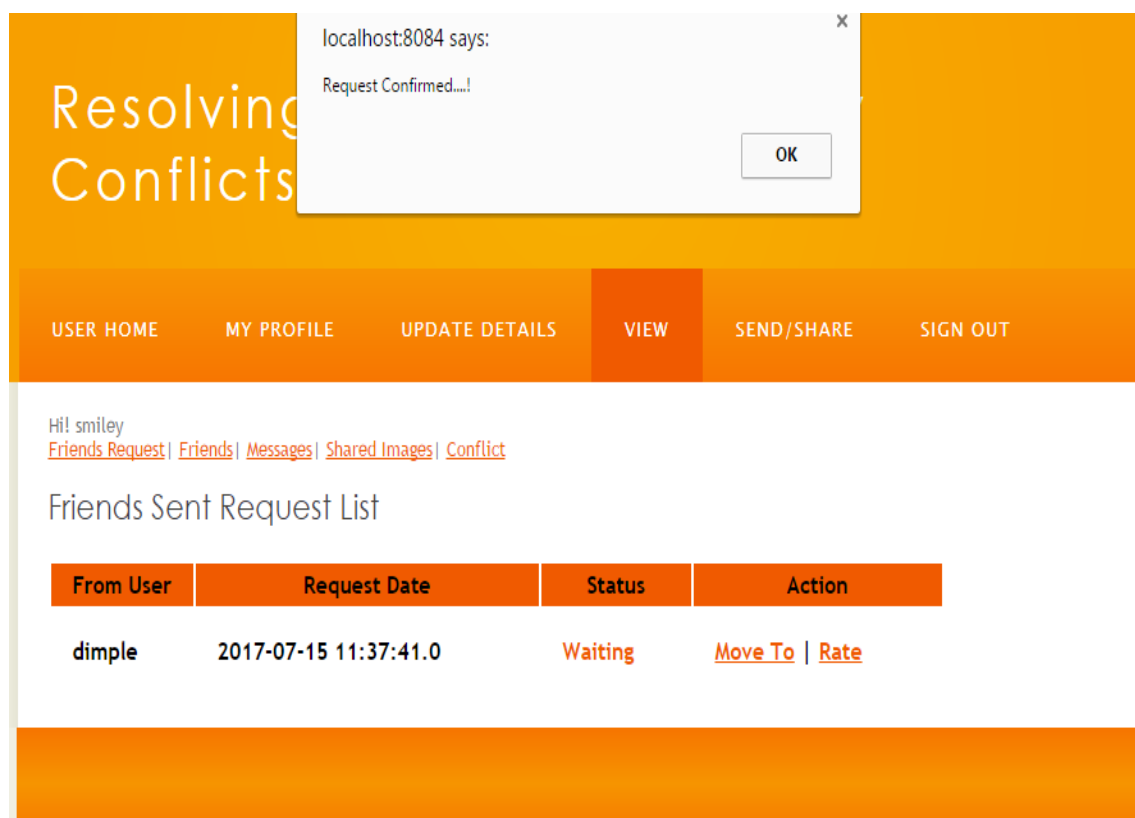 localhost:8084 says:
x
Request Confirmed....!
OK
Resolving
Conflicts
USER HOME MY PROFILE UPDATE DETAILS VIEW SEND/SHARE SIGN OUT
Hi! smiley
Friends Request| Friends| Messages| Shared Images| Conflict
Friends Sent Request List
From User Request Date Status Action
dimple 2017-07-15 11:37:41.0 Waiting Move To | Rate